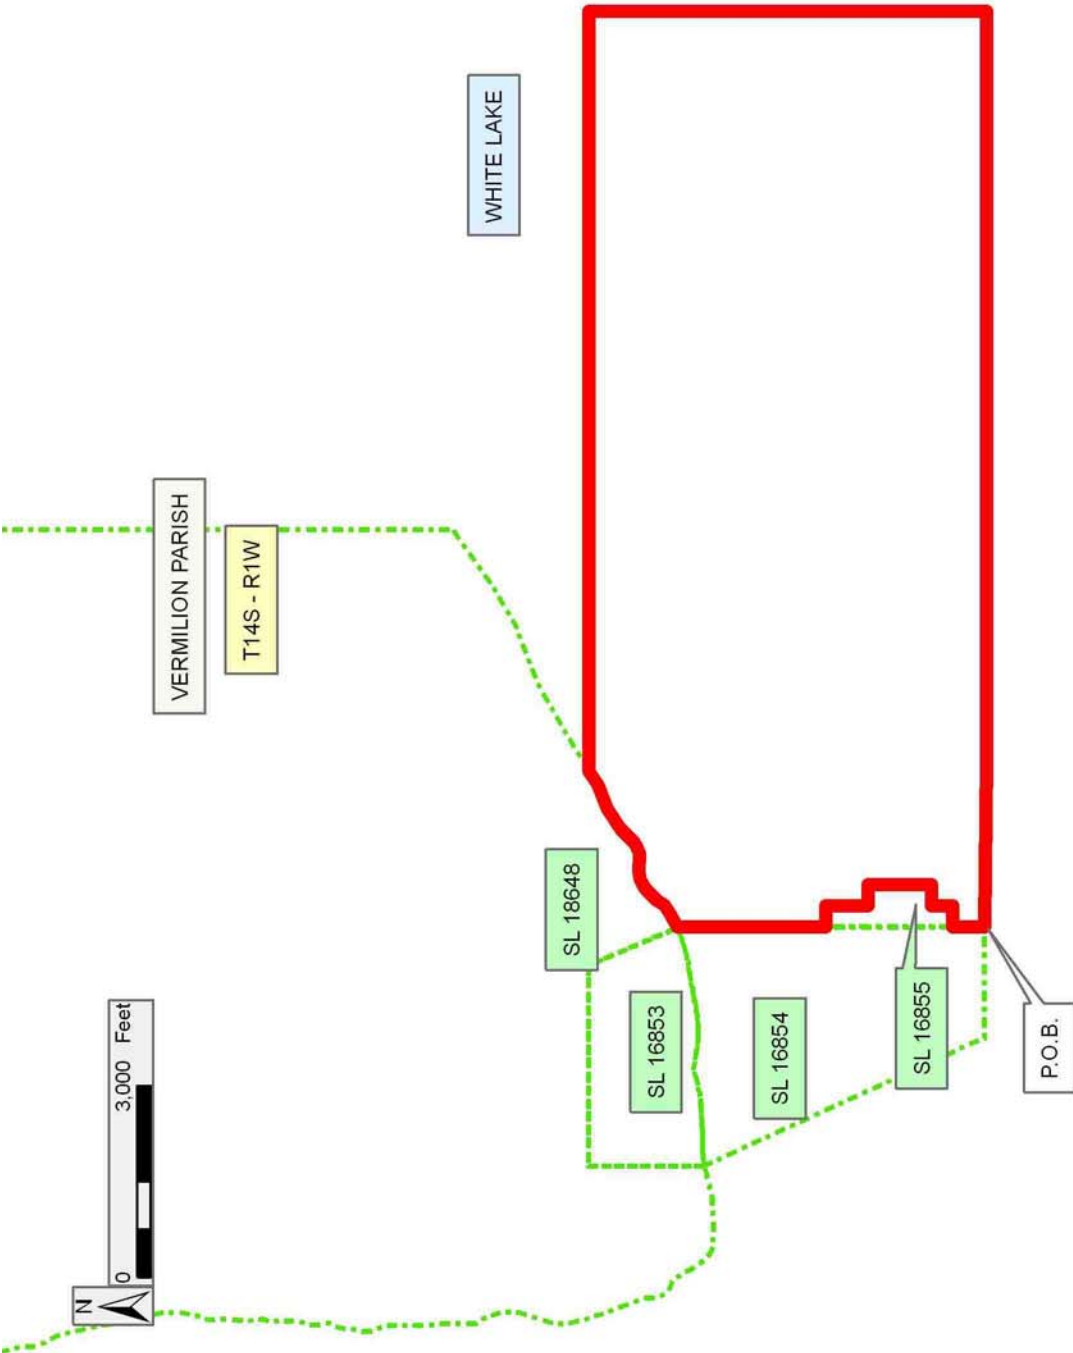 N
0 3,000 Feet
VERMILION PARISH
T14S - R1W
WHITE LAKE
SL 18648
SL 16853
SL 16854
SL 16855
P.O.B.